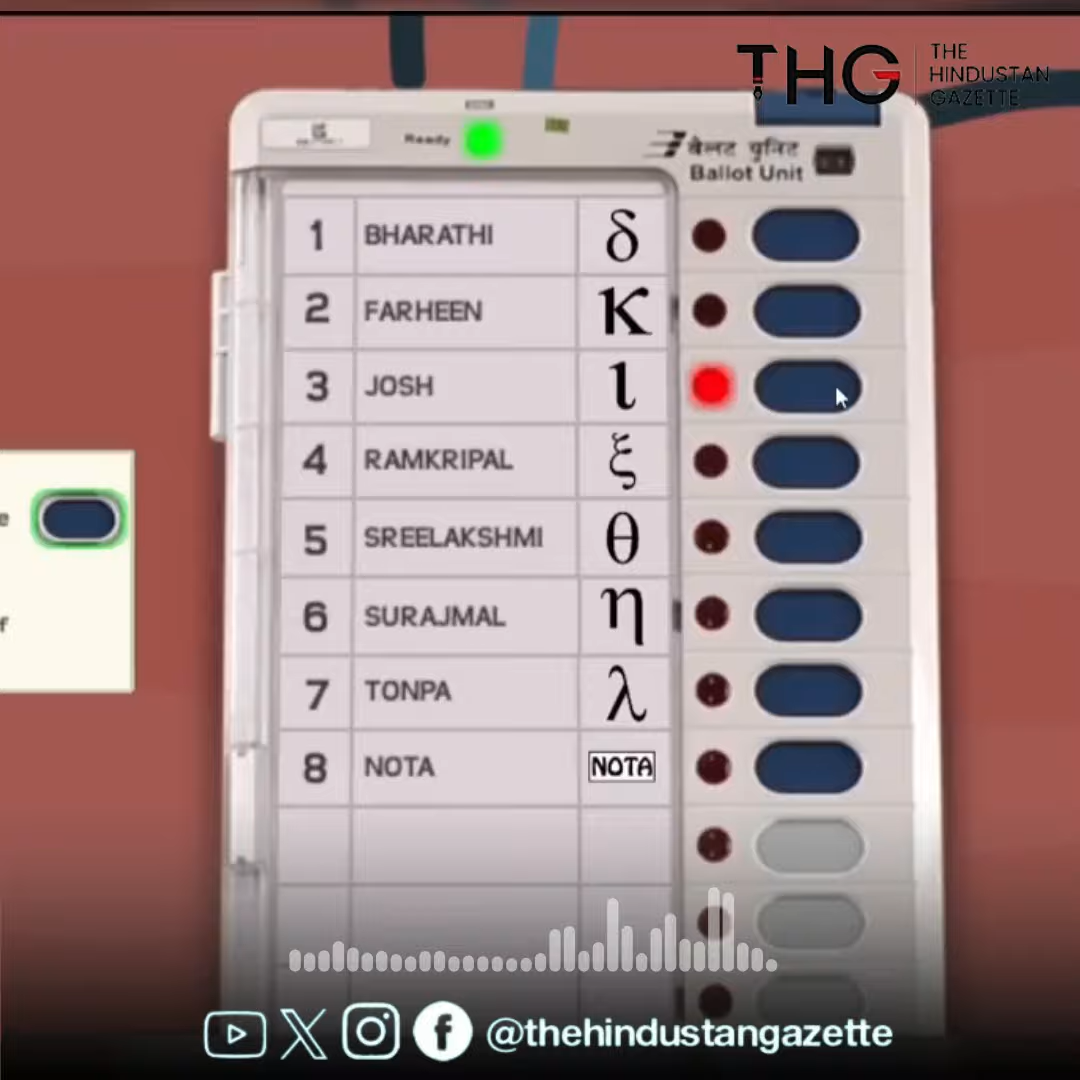 THG
THE
HINDUSTAN
GAZETTE
Ready
बैलट युनिट
Ballot Unit
1 BHARATHI δ
2 FARHEEN κ
3 JOSH ι
4 RAMKRIPAL ξ
5 SREELAKSHMI θ
6 SURAJMAL η
7 TONPA λ
8 NOTA NOTA
e
f
@thehindustangazette